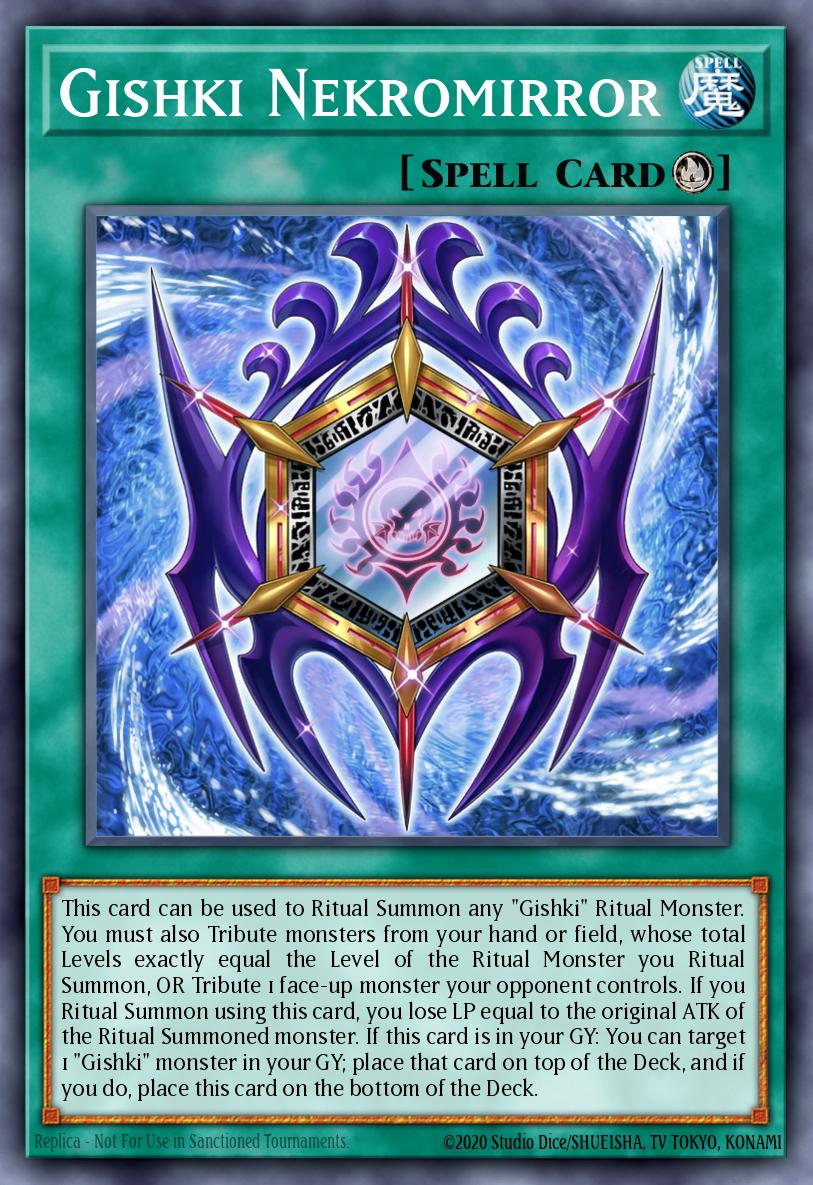 Gishki Nekromirror
SPELL
魔
[Spell Card]
This card can be used to Ritual Summon any "Gishki" Ritual Monster.
You must also Tribute monsters from your hand or field, whose total
Levels exactly equal the Level of the Ritual Monster you Ritual
Summon, OR Tribute 1 face-up monster your opponent controls. If you
Ritual Summon using this card, you lose LP equal to the original ATK of
the Ritual Summoned monster. If this card is in your GY: You can target
1 "Gishki" monster in your GY; place that card on top of the Deck, and if
you do, place this card on the bottom of the Deck.
Replica - Not For Use in Sanctioned Tournaments.
©2020 Studio Dice/SHUEISHA, TV TOKYO, KONAMI